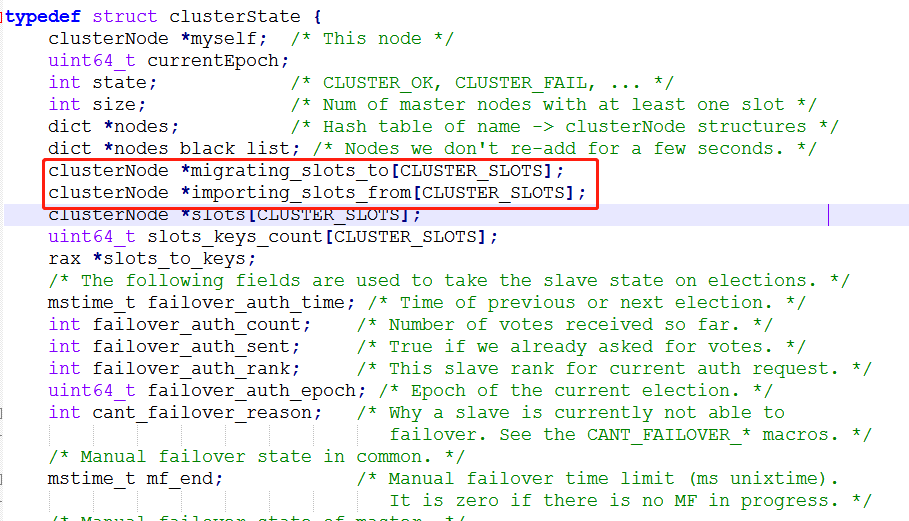 typedef struct clusterState {
    clusterNode *myself;  /* This node */
    uint64_t currentEpoch;
    int state;            /* CLUSTER_OK, CLUSTER_FAIL, ... */
    int size;             /* Num of master nodes with at least one slot */
    dict *nodes;          /* Hash table of name -> clusterNode structures */
    dict *nodes_black_list; /* Nodes we don't re-add for a few seconds. */
    clusterNode *migrating_slots_to[CLUSTER_SLOTS];
    clusterNode *importing_slots_from[CLUSTER_SLOTS];
    clusterNode *slots[CLUSTER_SLOTS];
    uint64_t slots_keys_count[CLUSTER_SLOTS];
    rax *slots_to_keys;
    /* The following fields are used to take the slave state on elections. */
    mstime_t failover_auth_time; /* Time of previous or next election. */
    int failover_auth_count;    /* Number of votes received so far. */
    int failover_auth_sent;     /* True if we already asked for votes. */
    int failover_auth_rank;     /* This slave rank for current auth request. */
    uint64_t failover_auth_epoch; /* Epoch of the current election. */
    int cant_failover_reason;   /* Why a slave is currently not able to
                                   failover. See the CANT_FAILOVER_* macros. */
    /* Manual failover state in common. */
    mstime_t mf_end;            /* Manual failover time limit (ms unixtime).
                                   It is zero if there is no MF in progress. */
    /* Manual failover state of master. */